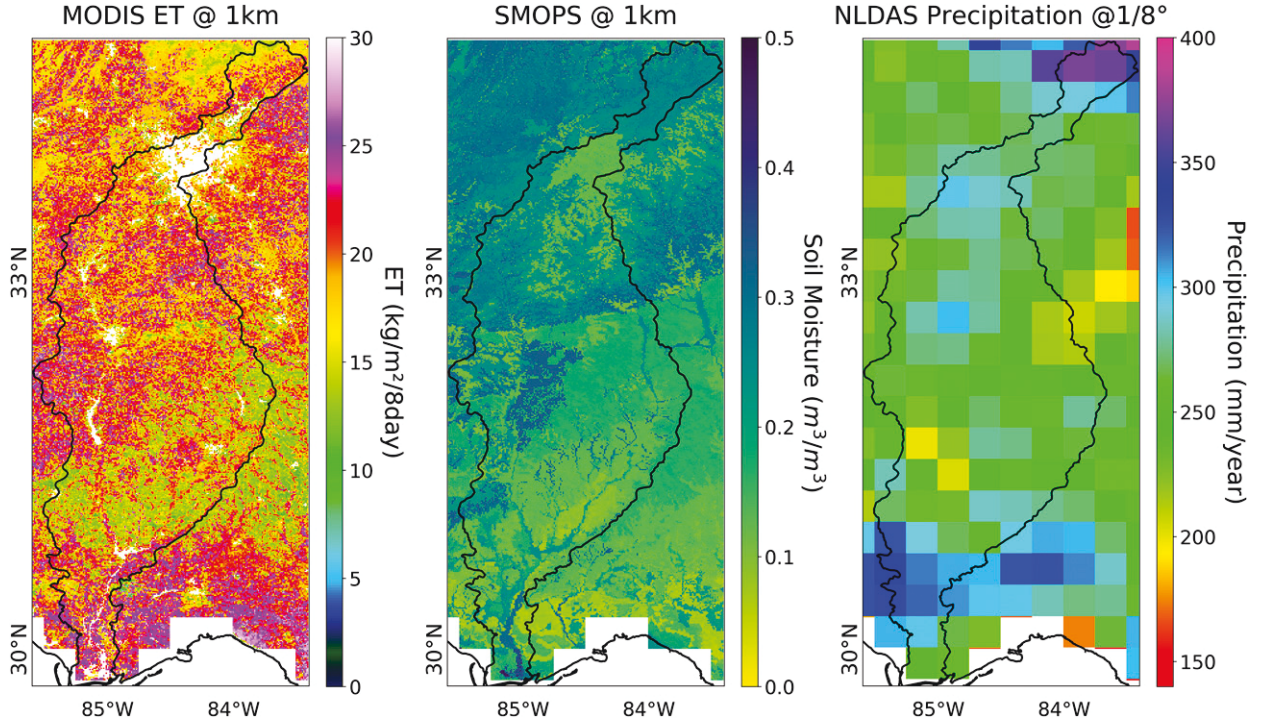 MODIS ET @ 1km
SMOPS @ 1km
NLDAS Precipitation @1/8°
30
25
20
15
10
5
0
ET (kg/m²/8day)
33°N
30°N
85°W
84°W
0.5
0.4
0.3
0.2
0.1
0.0
Soil Moisture (m³/m³)
33°N
30°N
85°W
84°W
400
350
300
250
200
150
Precipitation (mm/year)
33°N
30°N
85°W
84°W